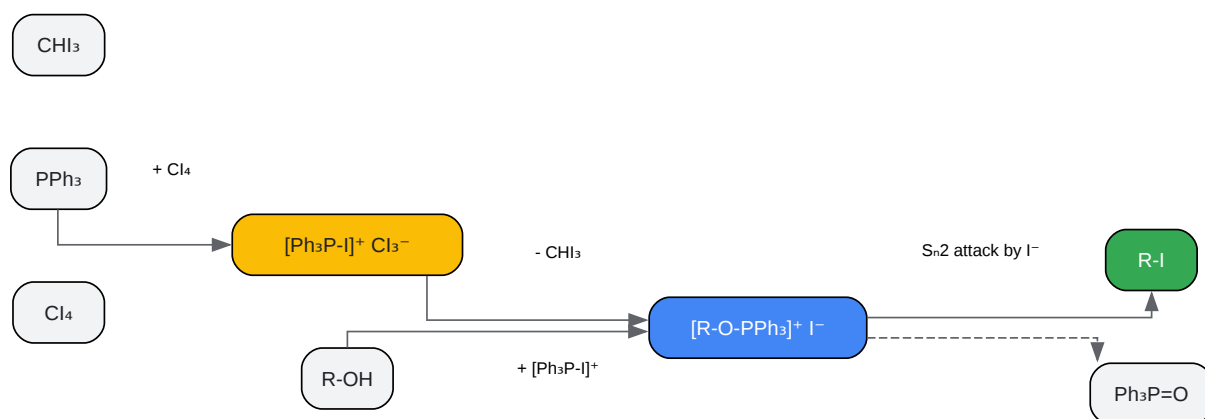 CHI₃
PPh₃
+ CI₄
[Ph₃P-I]⁺ CI₃⁻
- CHI₃
Sₙ2 attack by I⁻
R-I
CI₄
[R-O-PPh₃]⁺ I⁻
R-OH
+ [Ph₃P-I]⁺
Ph₃P=O